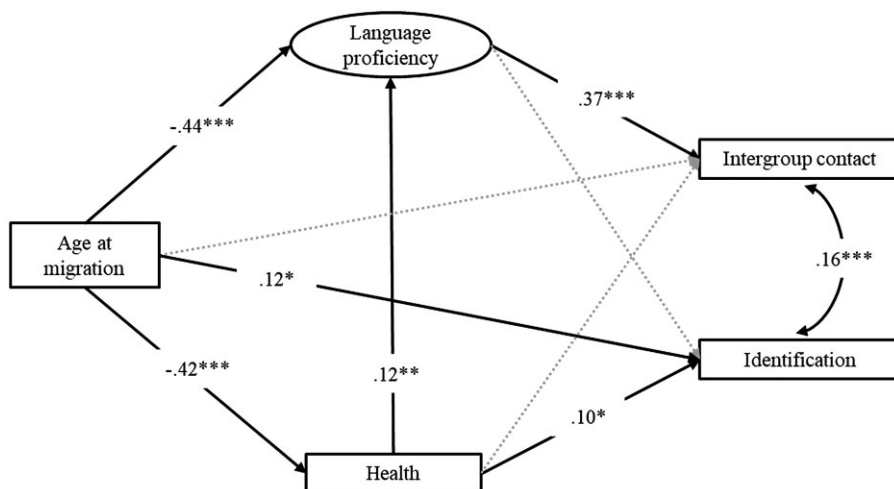 Language
proficiency
.37***
-.44***
Intergroup contact
Age at
migration
.12*
.16***
Identification
-.42***
.12**
.10*
Health